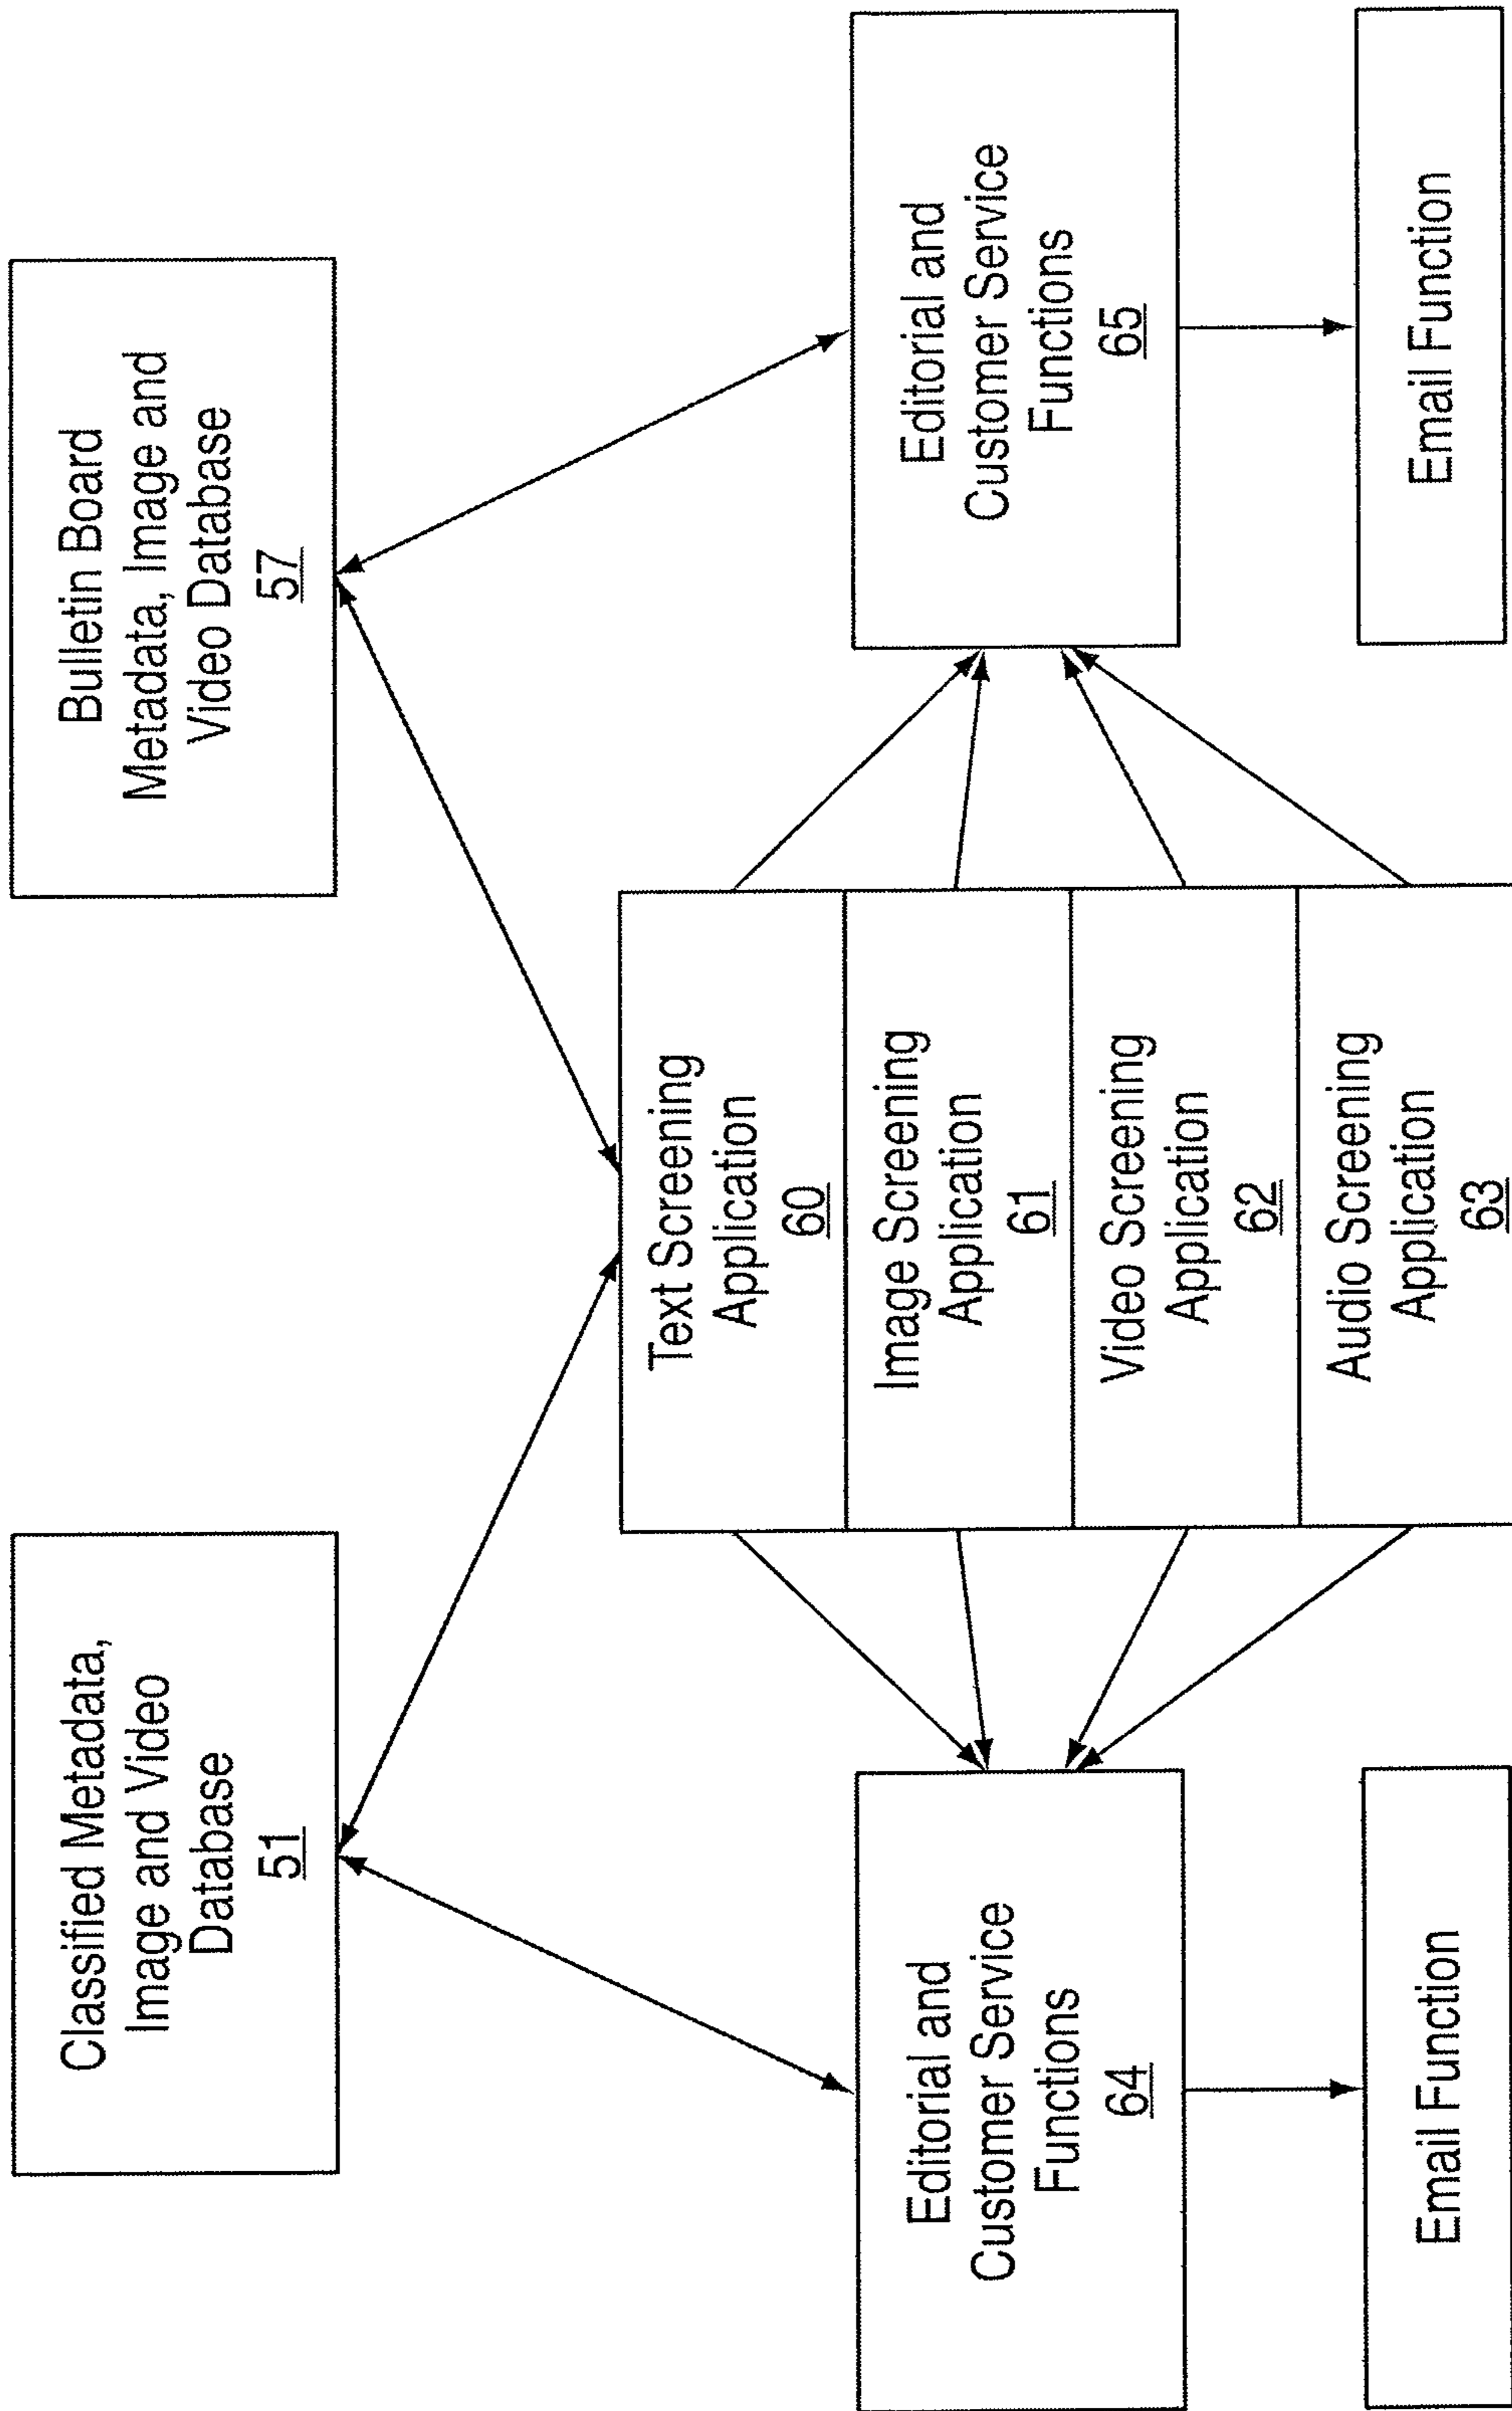 Classified Metadata,
Image and Video
Database
51
Bulletin Board
Metadata, Image and
Video Database
57
Text Screening
Application
60
Image Screening
Application
61
Video Screening
Application
62
Audio Screening
Application
63
Editorial and
Customer Service
Functions
64
Editorial and
Customer Service
Functions
65
Email Function
Email Function